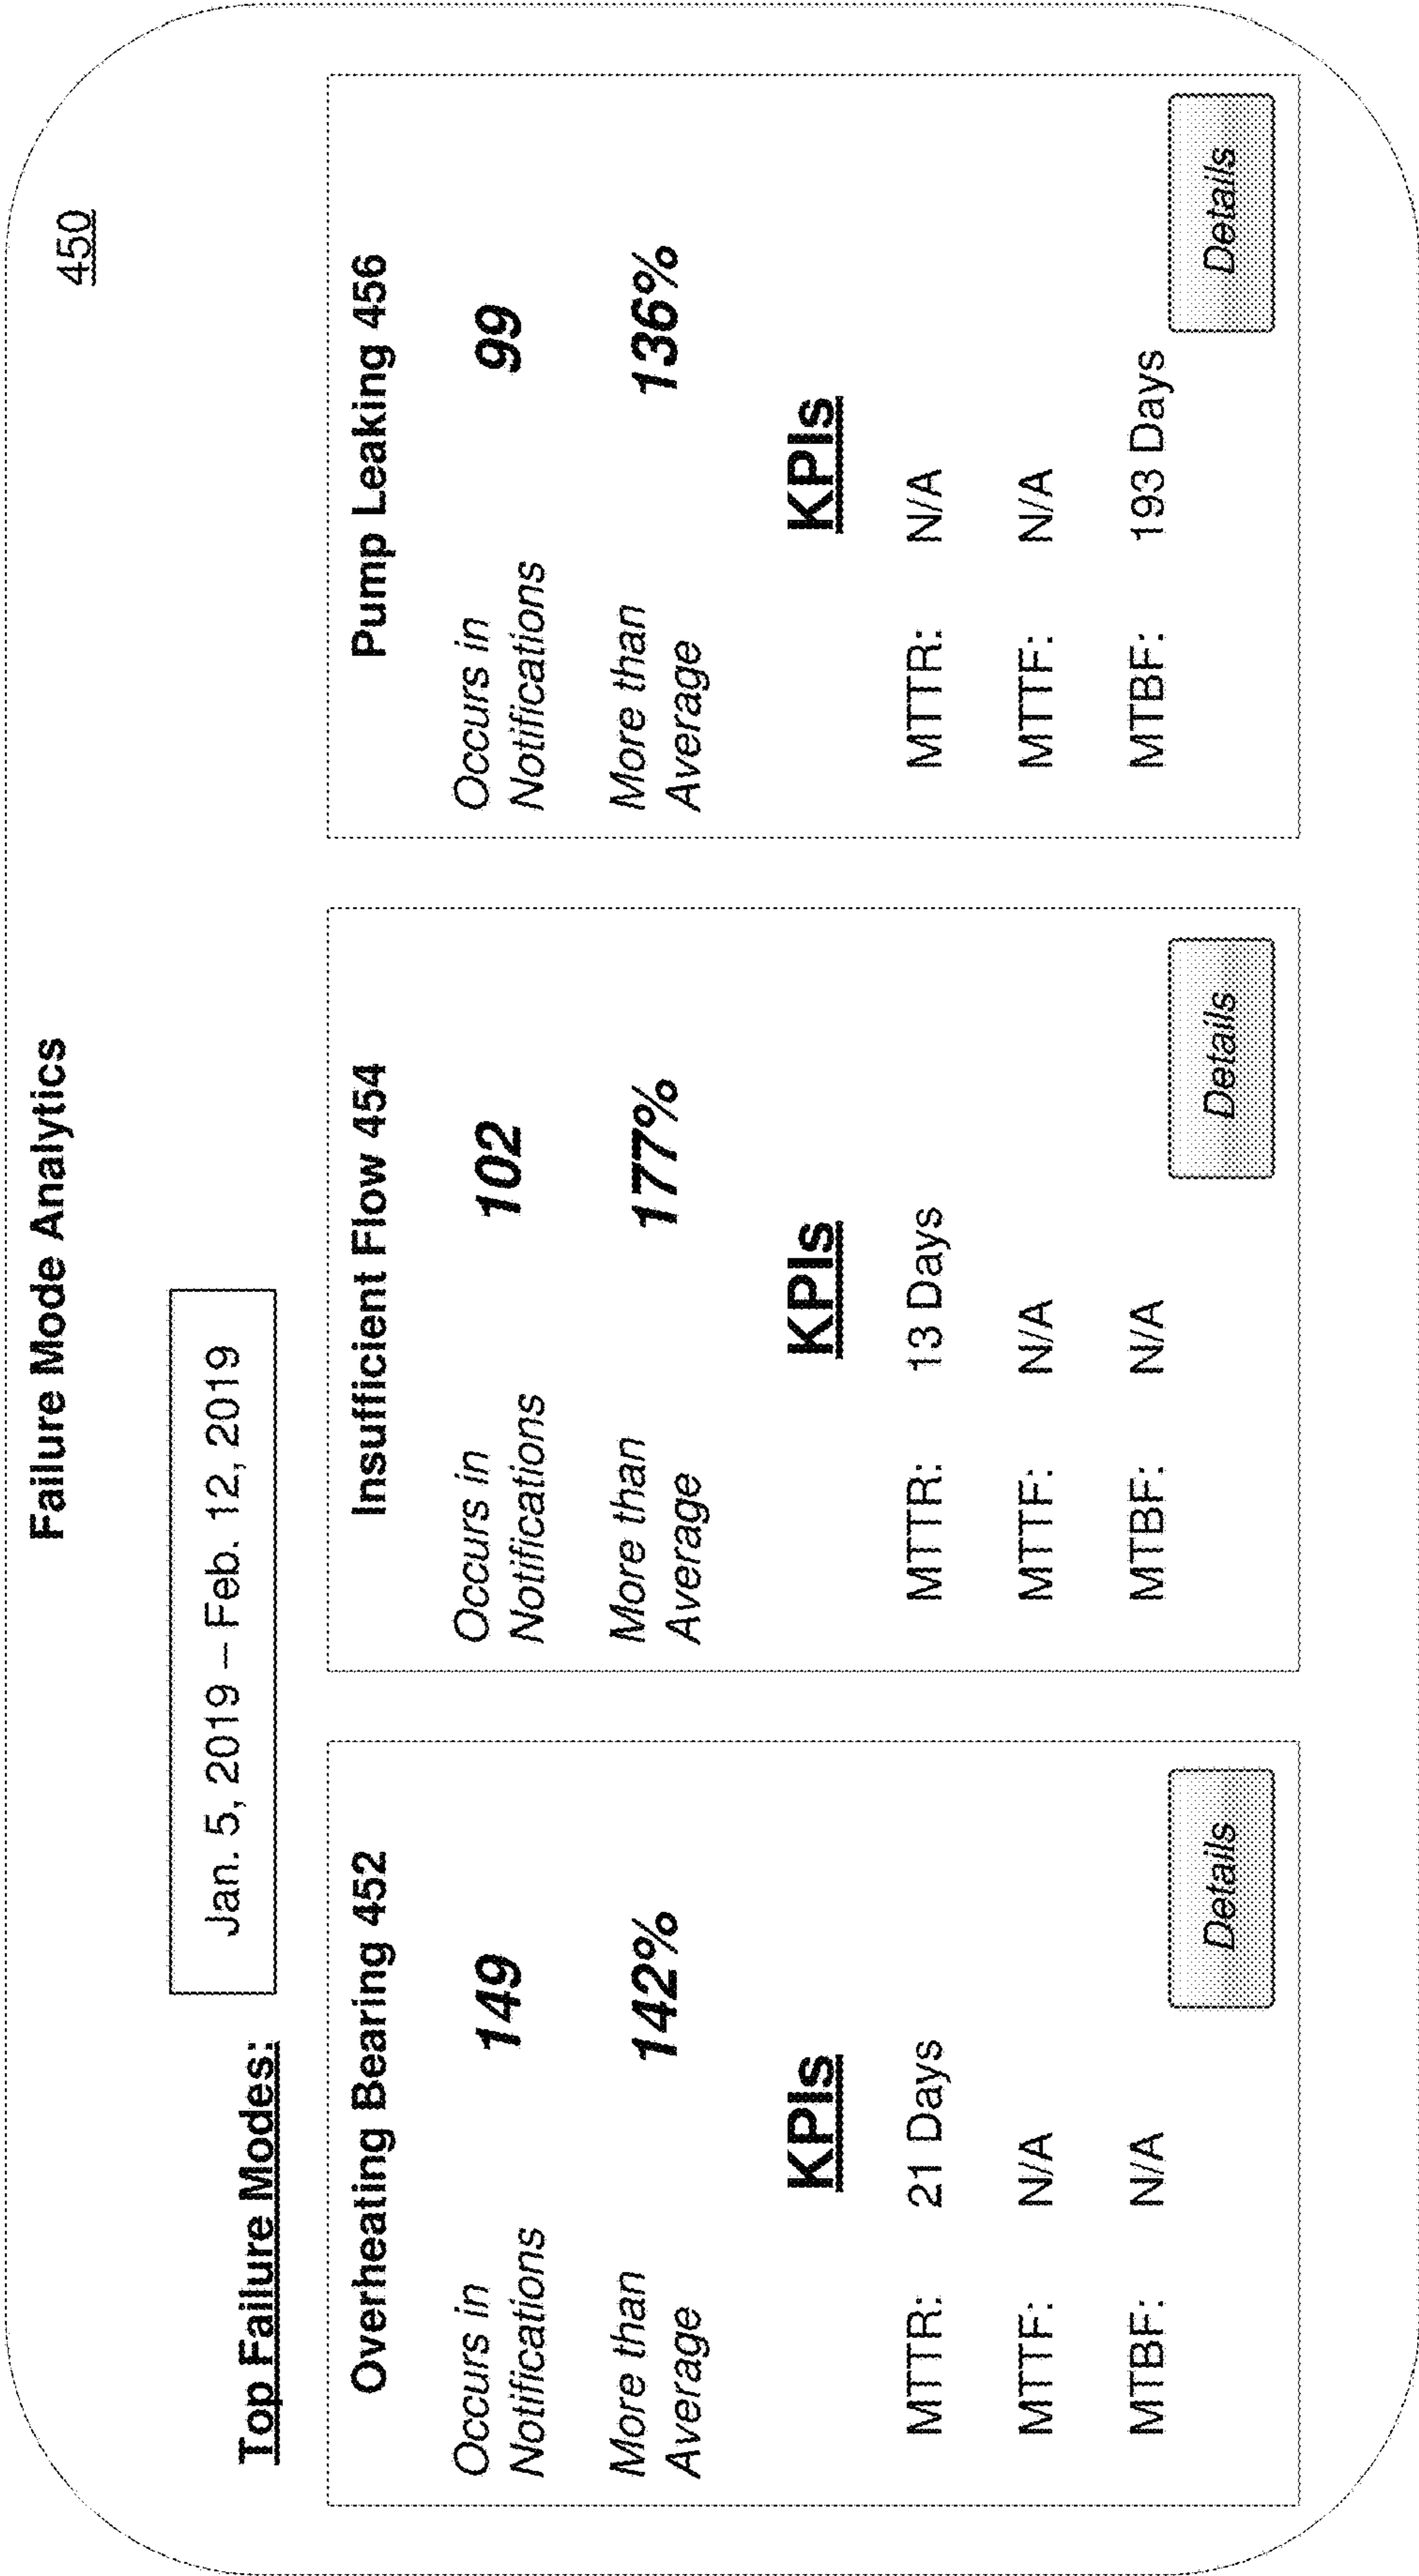 Failure Mode Analytics
450
Top Failure Modes:
Jan. 5, 2019 – Feb. 12, 2019
Overheating Bearing 452
Occurs in
Notifications
149
More than
Average
142%
KPIs
MTTR: 21 Days
MTTF: N/A
MTBF: N/A
Details
Insufficient Flow 454
Occurs in
Notifications
102
More than
Average
177%
KPIs
MTTR: 13 Days
MTTF: N/A
MTBF: N/A
Details
Pump Leaking 456
Occurs in
Notifications
99
More than
Average
136%
KPIs
MTTR: N/A
MTTF: N/A
MTBF: 193 Days
Details